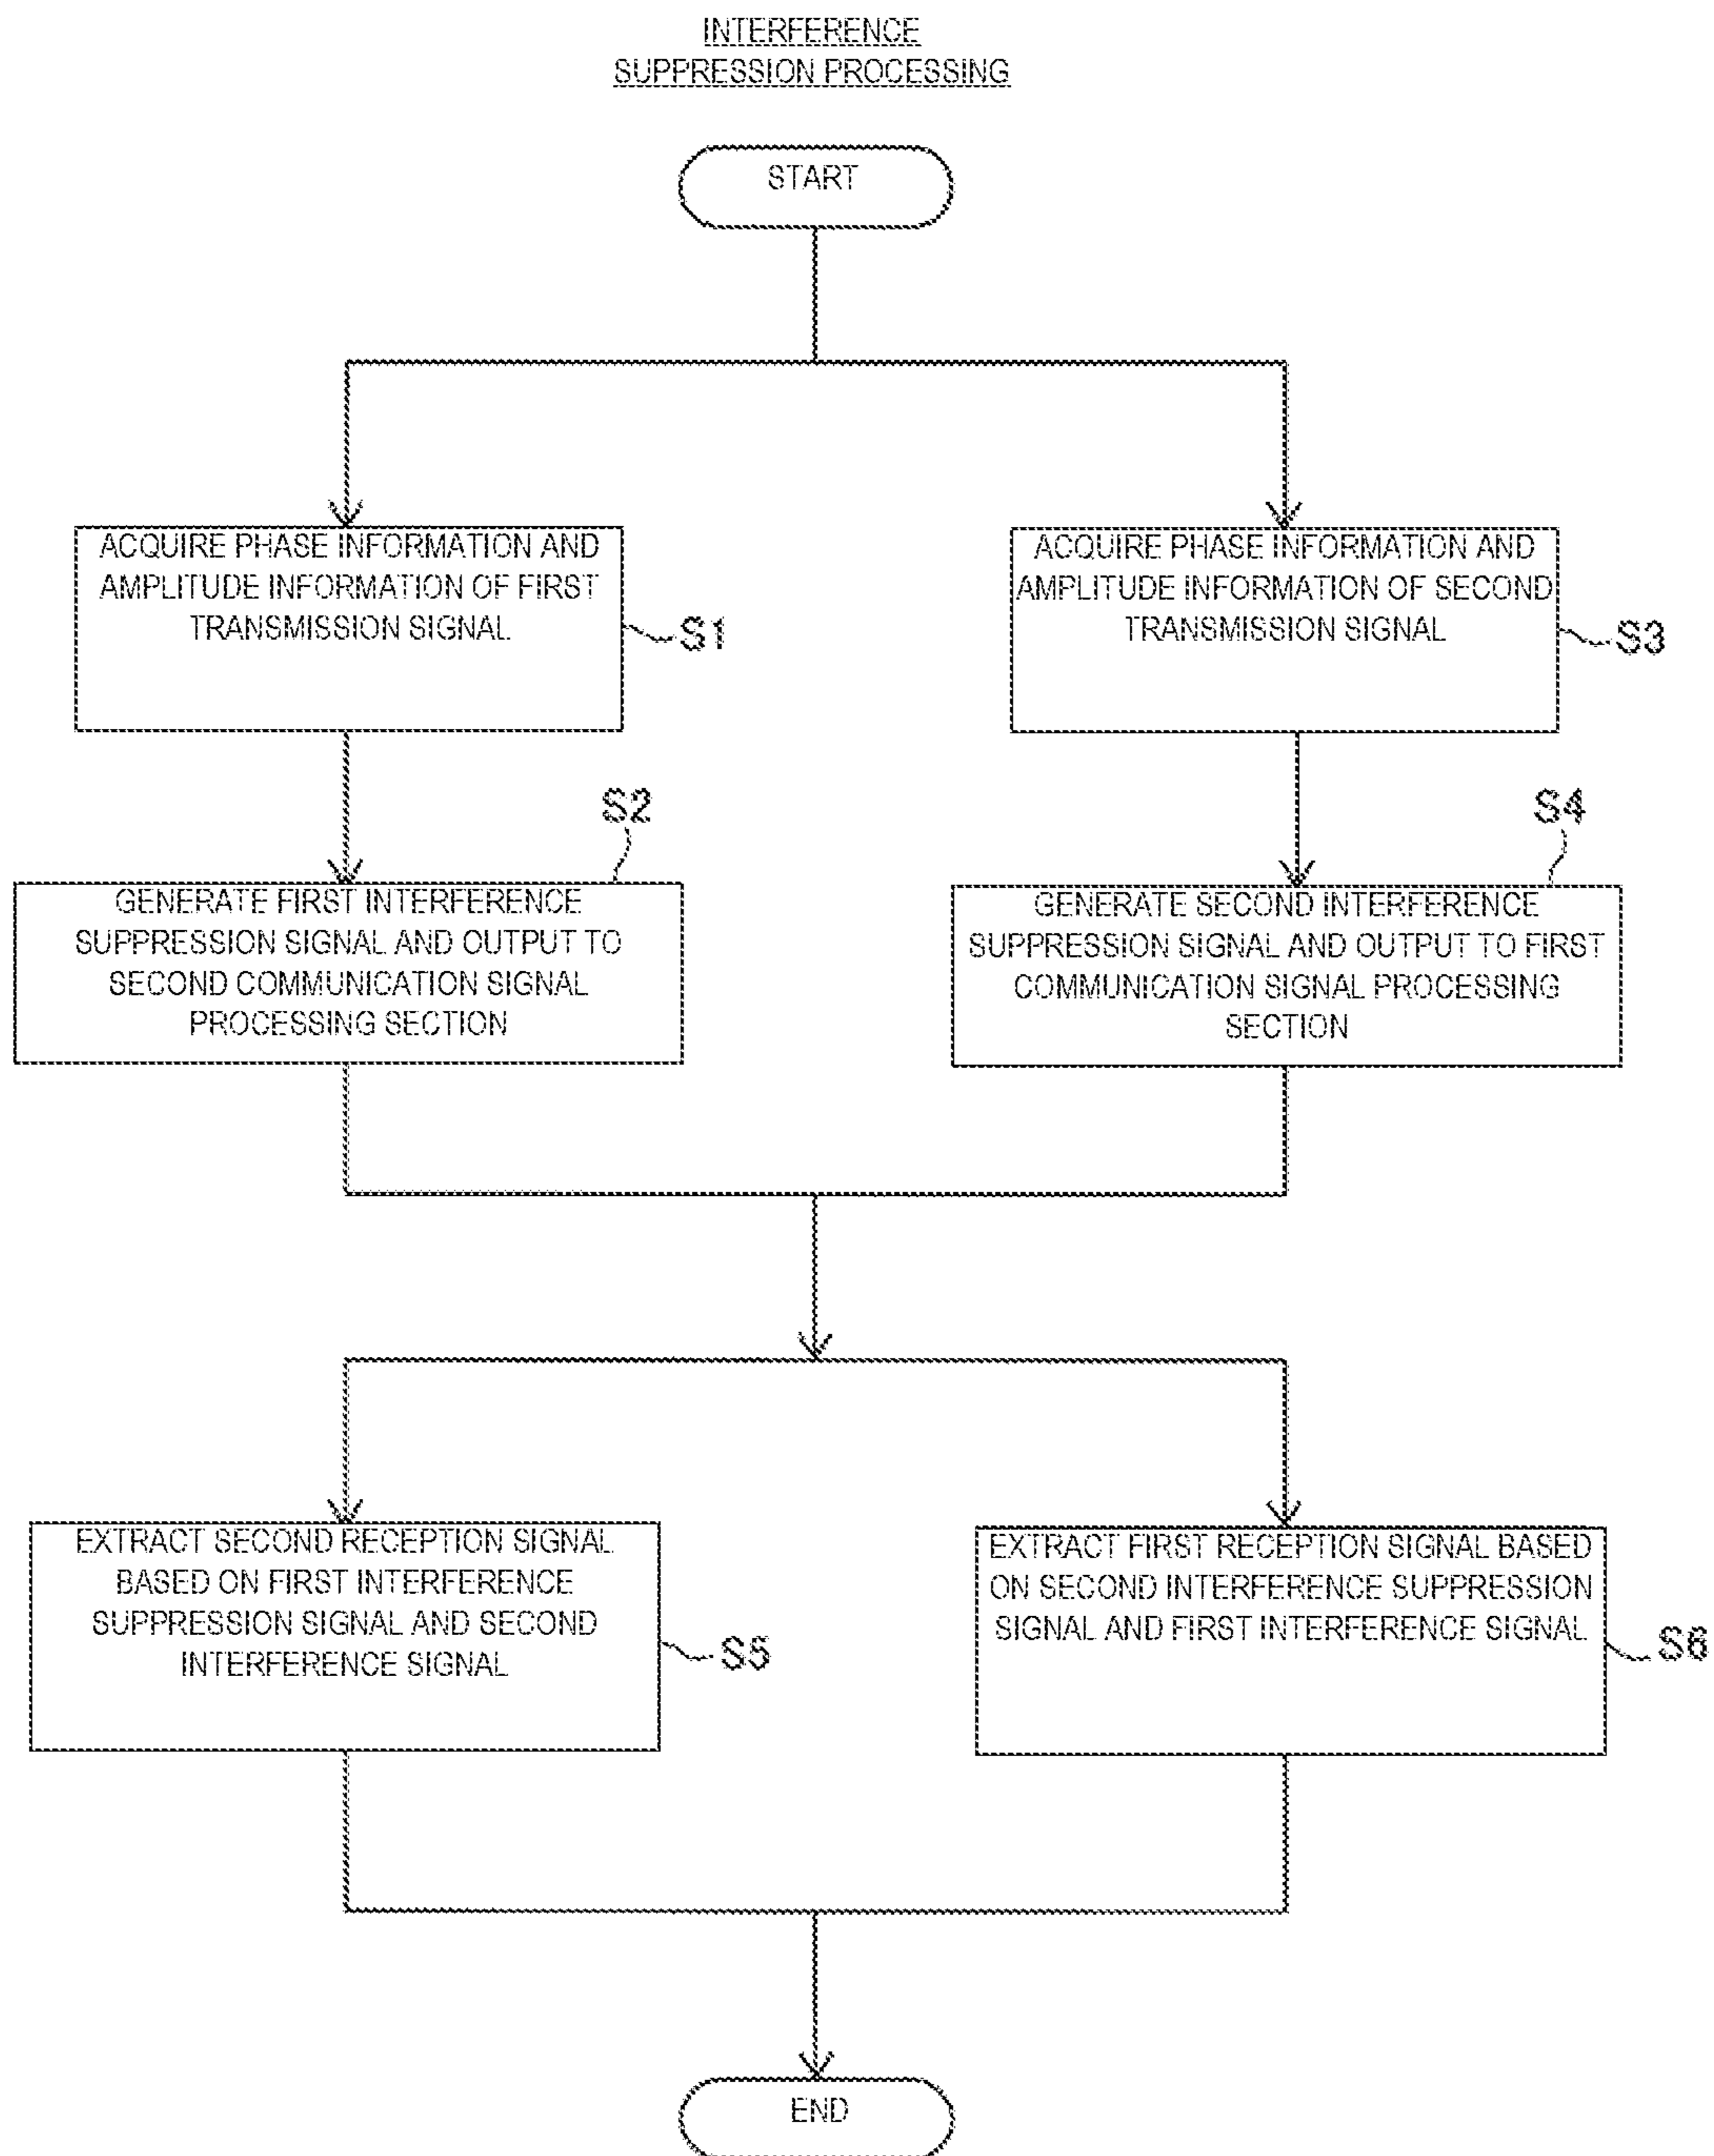 INTERFERENCE
SUPPRESSION PROCESSING
START
ACQUIRE PHASE INFORMATION AND
AMPLITUDE INFORMATION OF FIRST
TRANSMISSION SIGNAL
S1
ACQUIRE PHASE INFORMATION AND
AMPLITUDE INFORMATION OF SECOND
TRANSMISSION SIGNAL
S3
S2
GENERATE FIRST INTERFERENCE
SUPPRESSION SIGNAL AND OUTPUT TO
SECOND COMMUNICATION SIGNAL
PROCESSING SECTION
S4
GENERATE SECOND INTERFERENCE
SUPPRESSION SIGNAL AND OUTPUT TO FIRST
COMMUNICATION SIGNAL PROCESSING
SECTION
EXTRACT SECOND RECEPTION SIGNAL
BASED ON FIRST INTERFERENCE
SUPPRESSION SIGNAL AND SECOND
INTERFERENCE SIGNAL
S5
EXTRACT FIRST RECEPTION SIGNAL BASED
ON SECOND INTERFERENCE SUPPRESSION
SIGNAL AND FIRST INTERFERENCE SIGNAL
S6
END